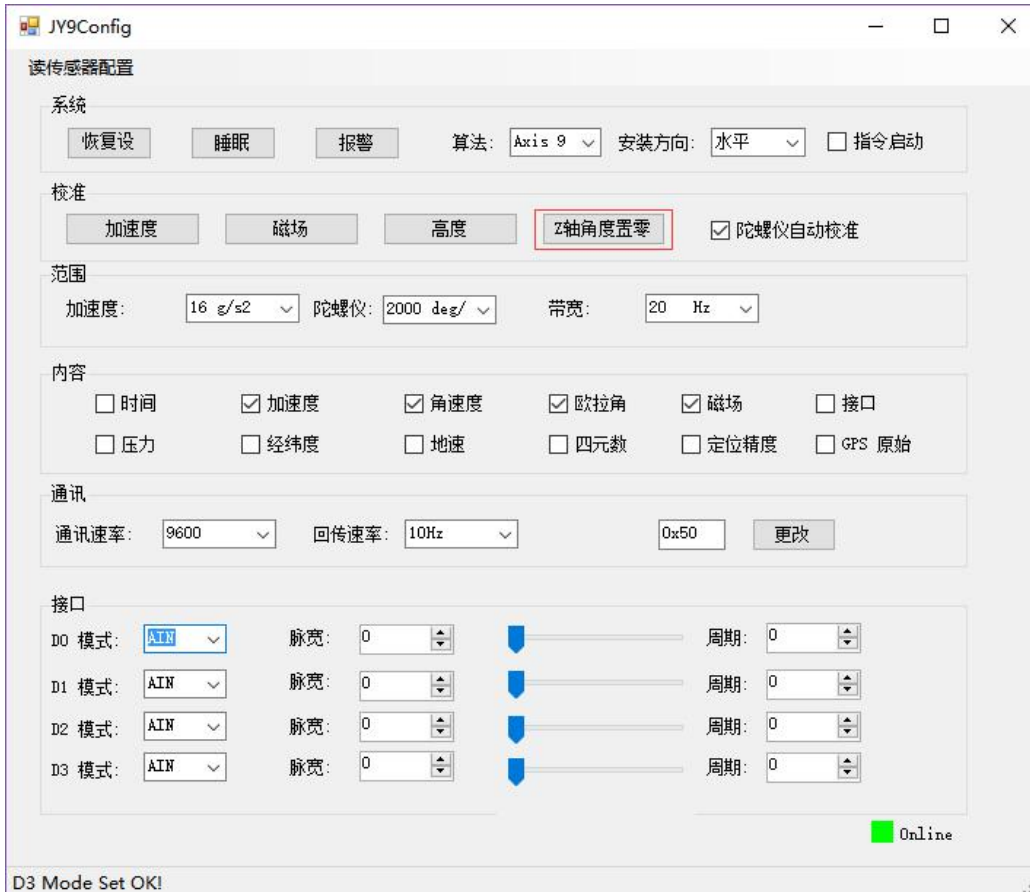 JY9Config
读传感器配置
系统
恢复设 睡眠 报警 算法: Axis 9 安装方向: 水平 指令启动
校准
加速度 磁场 高度 Z轴角度置零 陀螺仪自动校准
范围
加速度: 16 g/s2 陀螺仪: 2000 deg/ 带宽: 20 Hz
内容
时间 加速度 角速度 欧拉角 磁场 接口
压力 经纬度 地速 四元数 定位精度 GPS 原始
通讯
通讯速率: 9600 回传速率: 10Hz 0x50 更改
接口
D0 模式: AIN 脉宽: 0 周期: 0
D1 模式: AIN 脉宽: 0 周期: 0
D2 模式: AIN 脉宽: 0 周期: 0
D3 模式: AIN 脉宽: 0 周期: 0
Online
D3 Mode Set OK!